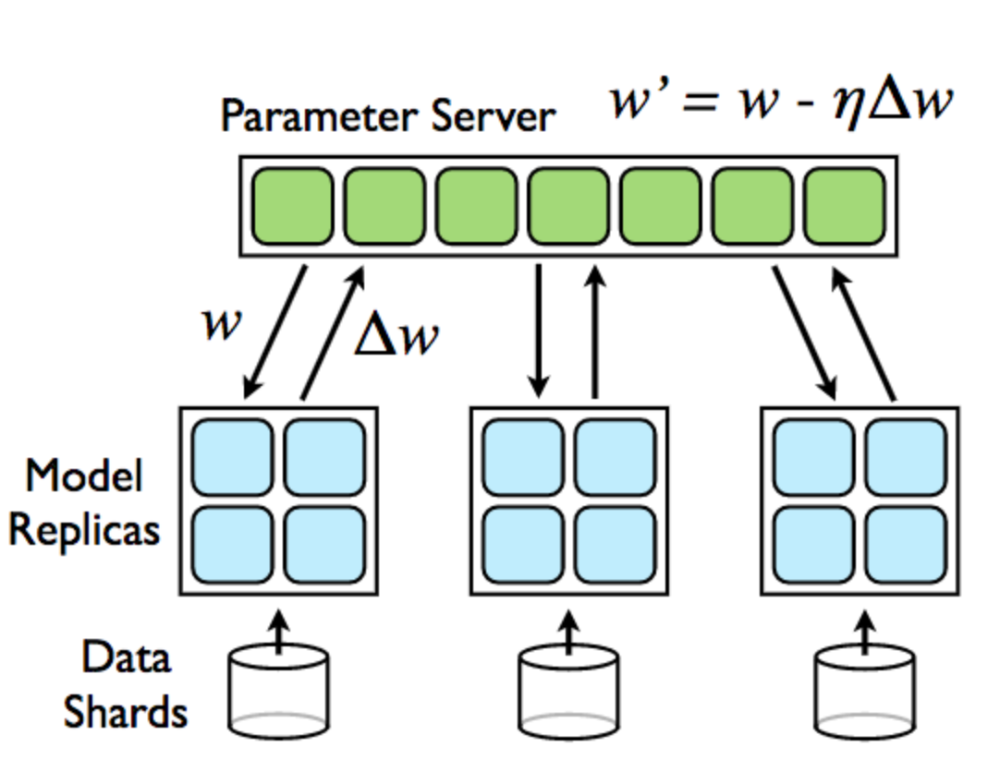 Parameter Server
w’ = w - ηΔw
w
Δw
Model
Replicas
Data
Shards